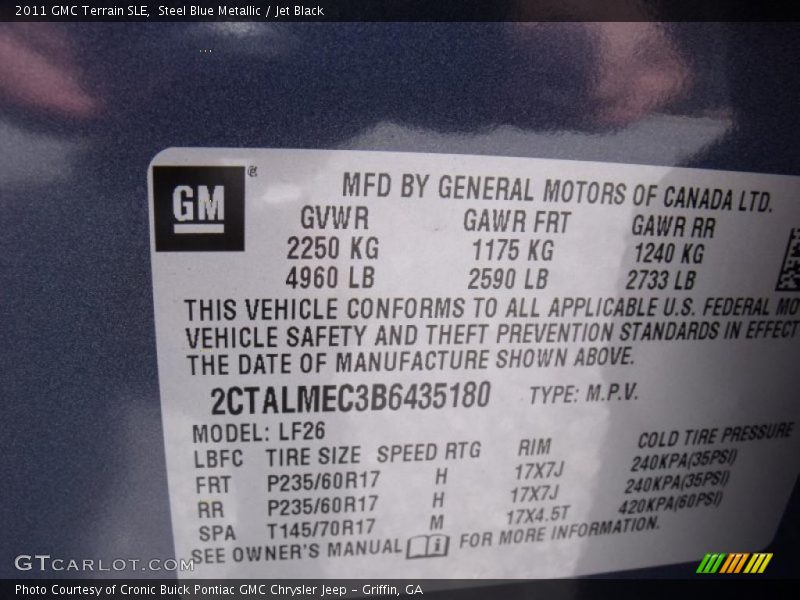 2011 GMC Terrain SLE,  Steel Blue Metallic / Jet Black
GM ®
MFD BY GENERAL MOTORS OF CANADA LTD.
GVWR GAWR FRT GAWR RR
2250 KG 1175 KG 1240 KG
4960 LB 2590 LB 2733 LB
THIS VEHICLE CONFORMS TO ALL APPLICABLE U.S. FEDERAL MO
VEHICLE SAFETY AND THEFT PREVENTION STANDARDS IN EFFECT
THE DATE OF MANUFACTURE SHOWN ABOVE.
2CTALMEC3B6435180 TYPE: M.P.V.
MODEL: LF26
LBFC TIRE SIZE SPEED RTG RIM COLD TIRE PRESSURE
FRT P235/60R17 H 17X7J 240KPA(35PSI)
RR P235/60R17 H 17X7J 240KPA(35PSI)
SPA T145/70R17 M 17X4.5T 420KPA(60PSI)
SEE OWNER'S MANUAL FOR MORE INFORMATION.
GTCARLOT.COM
Photo Courtesy of Cronic Buick Pontiac GMC Chrysler Jeep - Griffin, GA